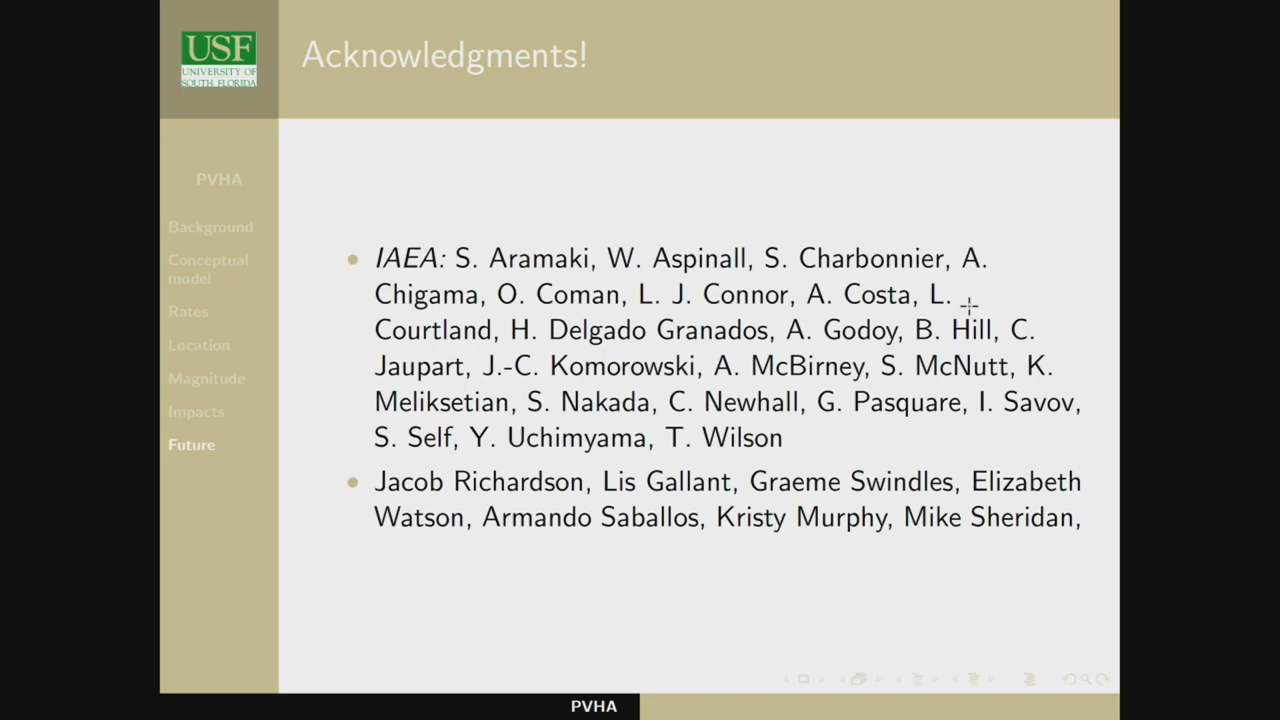 USF
UNIVERSITY OF
SOUTH FLORIDA
Acknowledgments!
PVHA
Background
Conceptual
model
Rates
Location
Magnitude
Impacts
Future
• IAEA: S. Aramaki, W. Aspinall, S. Charbonnier, A.
Chigama, O. Coman, L. J. Connor, A. Costa, L.
Courtland, H. Delgado Granados, A. Godoy, B. Hill, C.
Jaupart, J.-C. Komorowski, A. McBirney, S. McNutt, K.
Meliksetian, S. Nakada, C. Newhall, G. Pasquare, I. Savov,
S. Self, Y. Uchimyama, T. Wilson
• Jacob Richardson, Lis Gallant, Graeme Swindles, Elizabeth
Watson, Armando Saballos, Kristy Murphy, Mike Sheridan,
PVHA